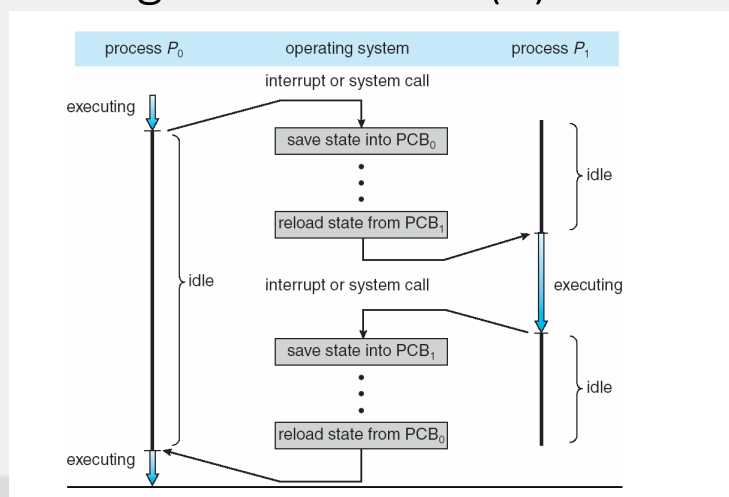 process P0
operating system
process P1
interrupt or system call
executing
save state into PCB0
idle
reload state from PCB1
idle
interrupt or system call
executing
save state into PCB1
idle
reload state from PCB0
executing